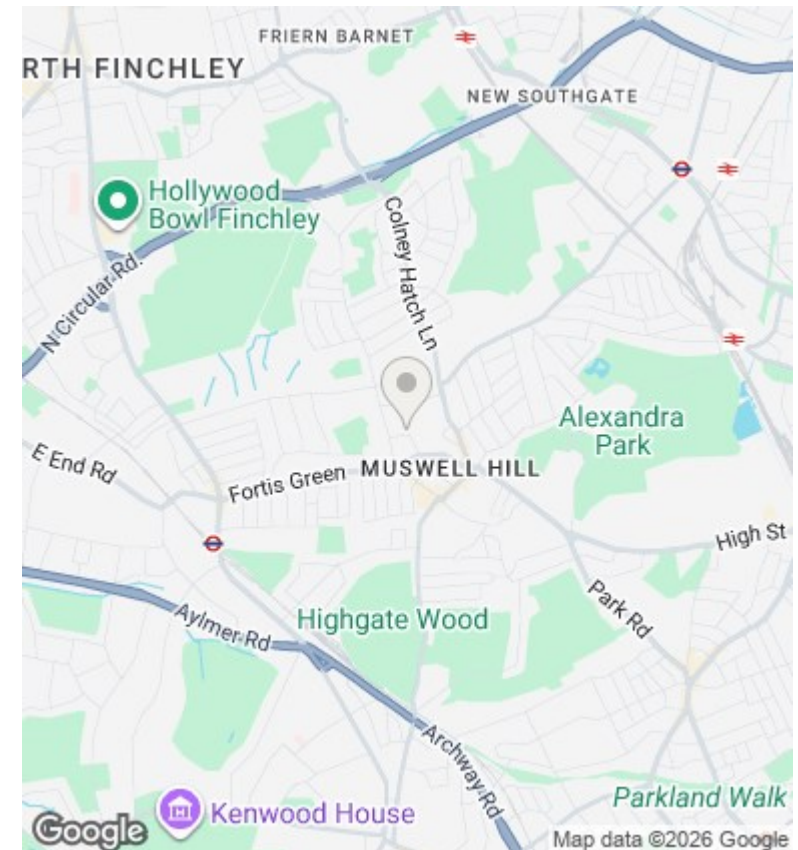 FRIERN BARNET
RTH FINCHLEY
NEW SOUTHGATE
Hollywood
Bowl Finchley
Colney Hatch Ln
N Circular Rd.
Alexandra
Park
E End Rd
Fortis Green
MUSWELL HILL
High St
Park Rd
Highgate Wood
Aylmer Rd
Archway Rd
Parkland Walk
Kenwood House
Google
Map data ©2026 Google